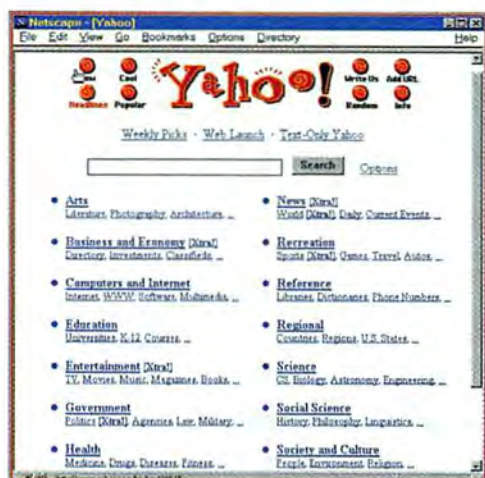 Netscape - [Yahoo]
File Edit View Go Bookmarks Options Directory Help
Cool Yahoo! Write Us Add URL
Headlines Popular Random Info
Weekly Picks · Web Launch · Text-Only Yahoo
Search Options
Arts
Literature, Photography, Architecture, ...
Business and Economy [Xtra!]
Directory, Investments, Classifieds, ...
Computers and Internet
Internet, WWW, Software, Multimedia, ...
Education
Universities, K-12, Courses, ...
Entertainment [Xtra!]
TV, Movies, Music, Magazines, Books, ...
Government
Politics [Xtra!], Agencies, Law, Military, ...
Health
Medicine, Drugs, Diseases, Fitness, ...
News [Xtra!]
World [Xtra!], Daily, Current Events, ...
Recreation
Sports [Xtra!], Games, Travel, Autos, ...
Reference
Libraries, Dictionaries, Phone Numbers, ...
Regional
Countries, Regions, U.S. States, ...
Science
CS, Biology, Astronomy, Engineering, ...
Social Science
History, Philosophy, Linguistics, ...
Society and Culture
People, Environment, Religion, ...